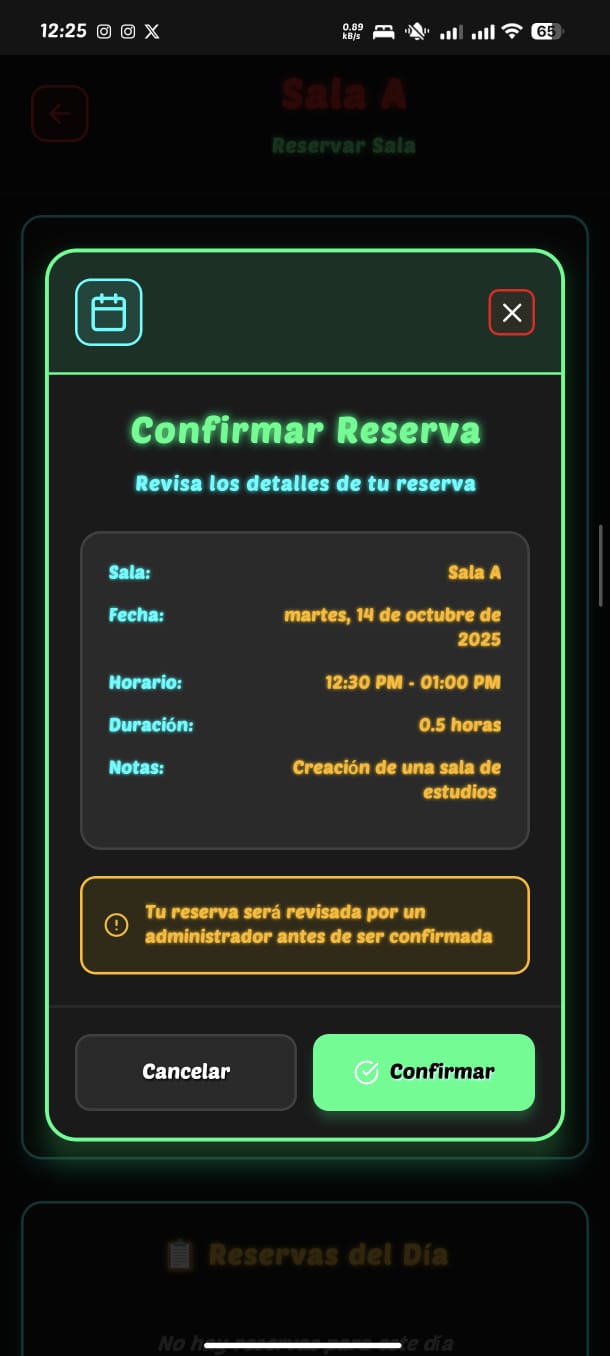 12:25
0.89
kB/s
65
Sala A
Reservar Sala
Confirmar Reserva
Revisa los detalles de tu reserva
Sala:
Sala A
Fecha:
martes, 14 de octubre de
2025
Horario:
12:30 PM - 01:00 PM
Duración:
0.5 horas
Notas:
Creación de una sala de
estudios
Tu reserva será revisada por un
administrador antes de ser confirmada
Cancelar
Confirmar
Reservas del Día
No hay reservas para este día